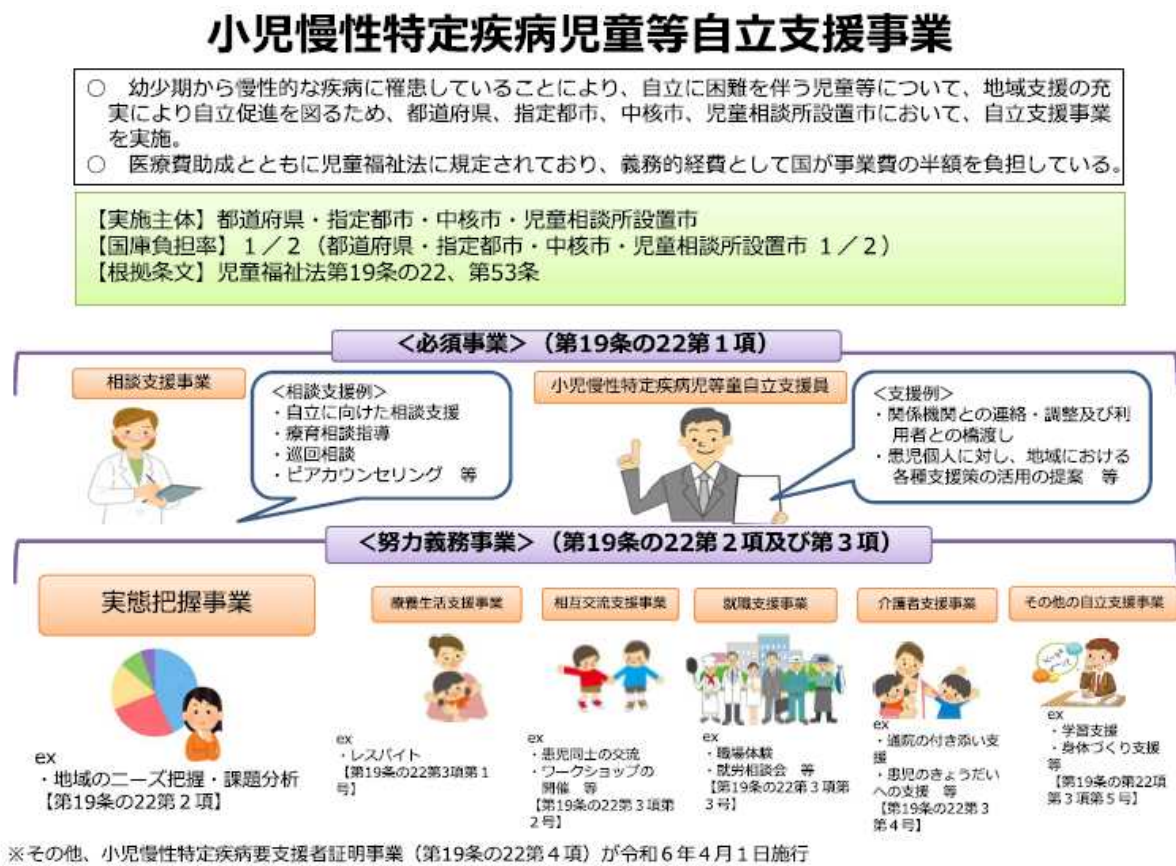 小児慢性特定疾病児童等自立支援事業
○　幼少期から慢性的な疾病に罹患していることにより、自立に困難を伴う児童等について、地域支援の充
実により自立促進を図るため、都道府県、指定都市、中核市、児童相談所設置市において、自立支援事業
を実施。
○　医療費助成とともに児童福祉法に規定されており、義務的経費として国が事業費の半額を負担している。
【実施主体】都道府県・指定都市・中核市・児童相談所設置市
【国庫負担率】１／２（都道府県・指定都市・中核市・児童相談所設置市 １／２）
【根拠条文】児童福祉法第19条の22、第53条
＜必須事業＞（第19条の22第１項）
相談支援事業
＜相談支援例＞
・自立に向けた相談支援
・療育相談指導
・巡回相談
・ピアカウンセリング　等
小児慢性特定疾病児等童自立支援員
＜支援例＞
・関係機関との連絡・調整及び利
用者との橋渡し
・患児個人に対し、地域における
各種支援策の活用の提案　等
＜努力義務事業＞（第19条の22第２項及び第３項）
実態把握事業
ex
・地域のニーズ把握・課題分析
【第19条の22第２項】
療養生活支援事業
ex
・レスパイト
【第19条の22第3項第１
号】
相互交流支援事業
ex
・患児同士の交流
・ワークショップの
開催　等
【第19条の22第３項第
２号】
就職支援事業
ex
・職場体験
・就労相談会　等
【第19条の22第３項第
３号】
介護者支援事業
ex
・通院の付き添い支
援
・患児のきょうだい
への支援　等
【第19条の22第３項
第４号】
その他の自立支援事業
ex
・学習支援
・身体づくり支援
等
【第19条の第22項
第３項第５号】
※その他、小児慢性特定疾病要支援者証明事業（第19条の22第４項）が令和６年４月１日施行